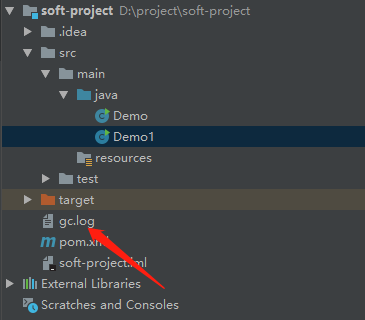 soft-project D:\project\soft-project
.idea
src
main
java
Demo
Demo1
resources
test
target
gc.log
pom.xml
soft-project.iml
External Libraries
Scratches and Consoles